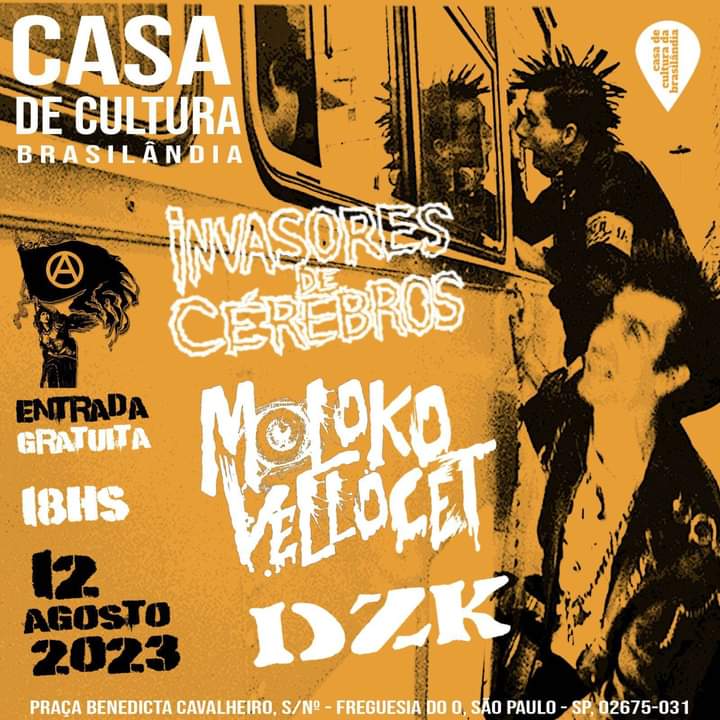 CASA
DE CULTURA
BRASILÂNDIA
casa de
cultura da
brasilândia
INVASORES
DE
CÉREBROS
A
ENTRADA
GRATUITA
MOLOKO
VELLOCET
18HS
DZK
12
AGOSTO
2023
PRAÇA BENEDICTA CAVALHEIRO, S/Nº - FREGUESIA DO O, SÃO PAULO - SP, 02675-031